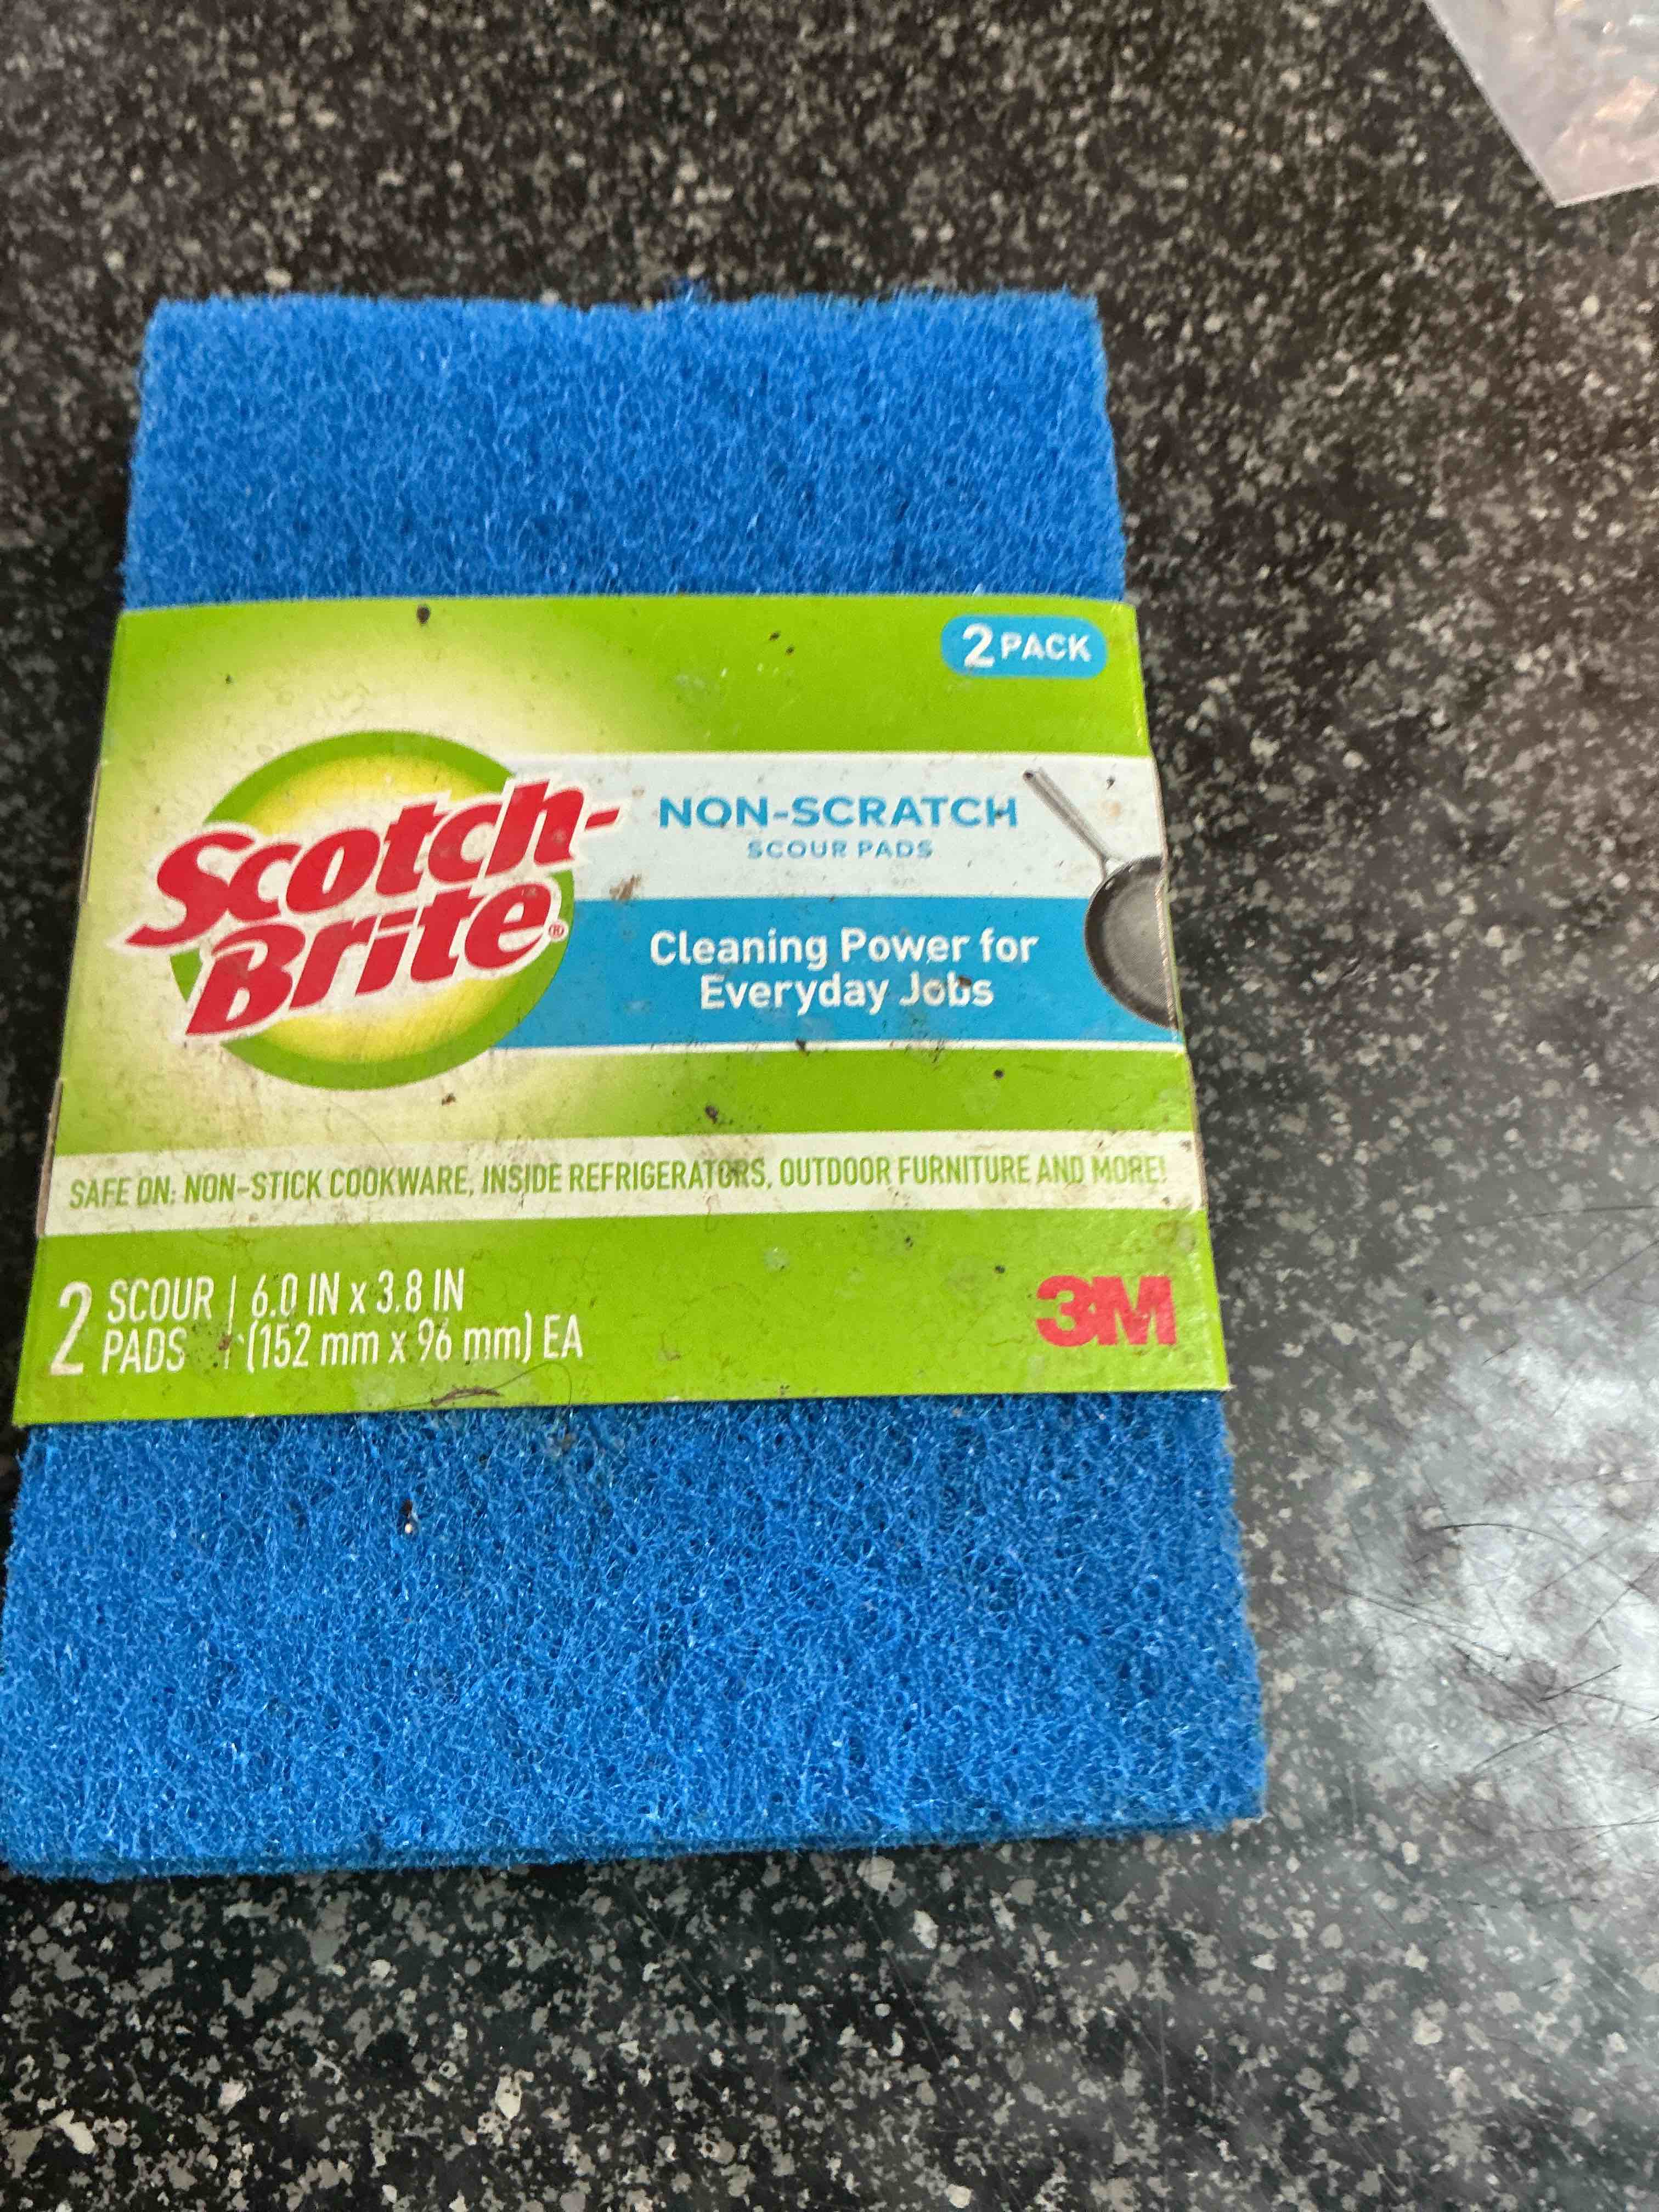 2 PACK
Scotch-
Brite®
NON-SCRATCH
SCOUR PADS
Cleaning Power for
Everyday Jobs
SAFE ON: NON-STICK COOKWARE, INSIDE REFRIGERATORS, OUTDOOR FURNITURE AND MORE!
2 SCOUR PADS | 6.0 IN x 3.8 IN
(152 mm x 96 mm) EA
3M